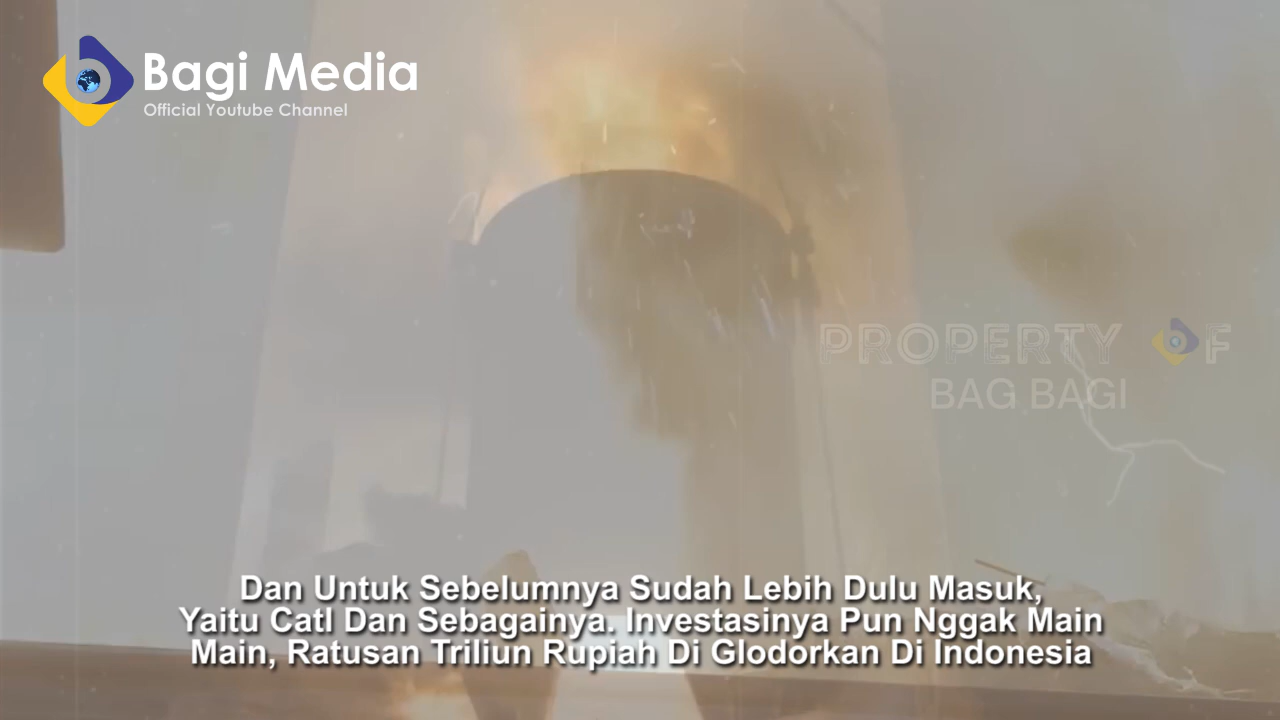 Bagi Media
Official Youtube Channel
PROPERTY OF
BAG BAGI
Dan Untuk Sebelumnya Sudah Lebih Dulu Masuk,
Yaitu Catl Dan Sebagainya. Investasinya Pun Nggak Main
Main, Ratusan Triliun Rupiah Di Glodorkan Di Indonesia